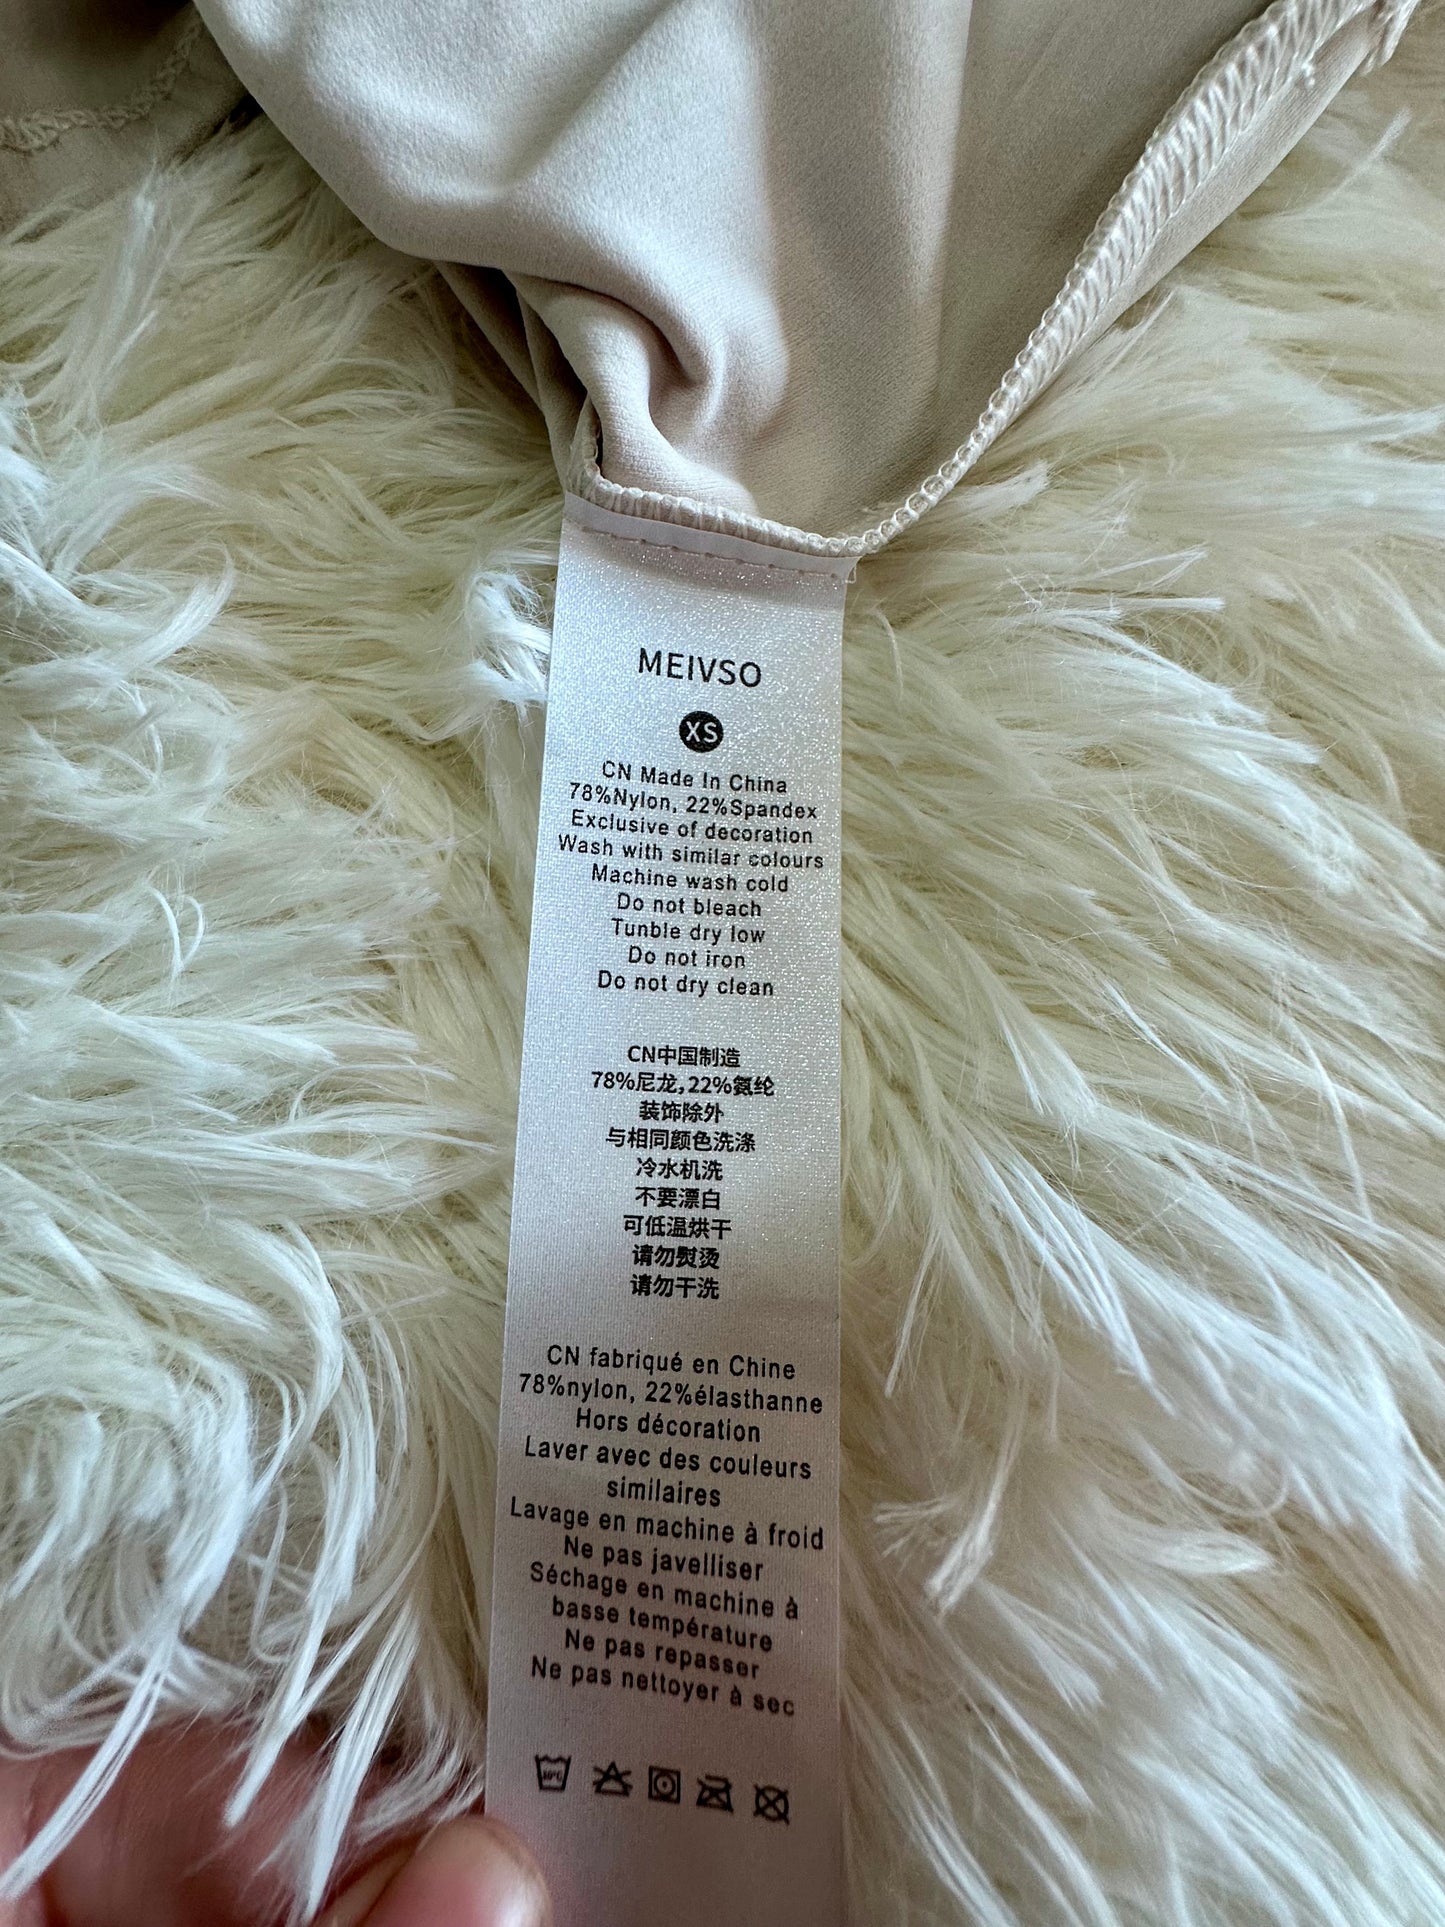 MEIVSO
XS
CN Made In China
78%Nylon, 22%Spandex
Exclusive of decoration
Wash with similar colours
Machine wash cold
Do not bleach
Tunble dry low
Do not iron
Do not dry clean
CN中国制造
78%尼龙,22%氨纶
装饰除外
与相同颜色洗涤
冷水机洗
不要漂白
可低温烘干
请勿熨烫
请勿干洗
CN fabriqué en Chine
78%nylon, 22%élasthanne
Hors décoration
Laver avec des couleurs
similaires
Lavage en machine à froid
Ne pas javelliser
Séchage en machine à
basse température
Ne pas repasser
Ne pas nettoyer à sec